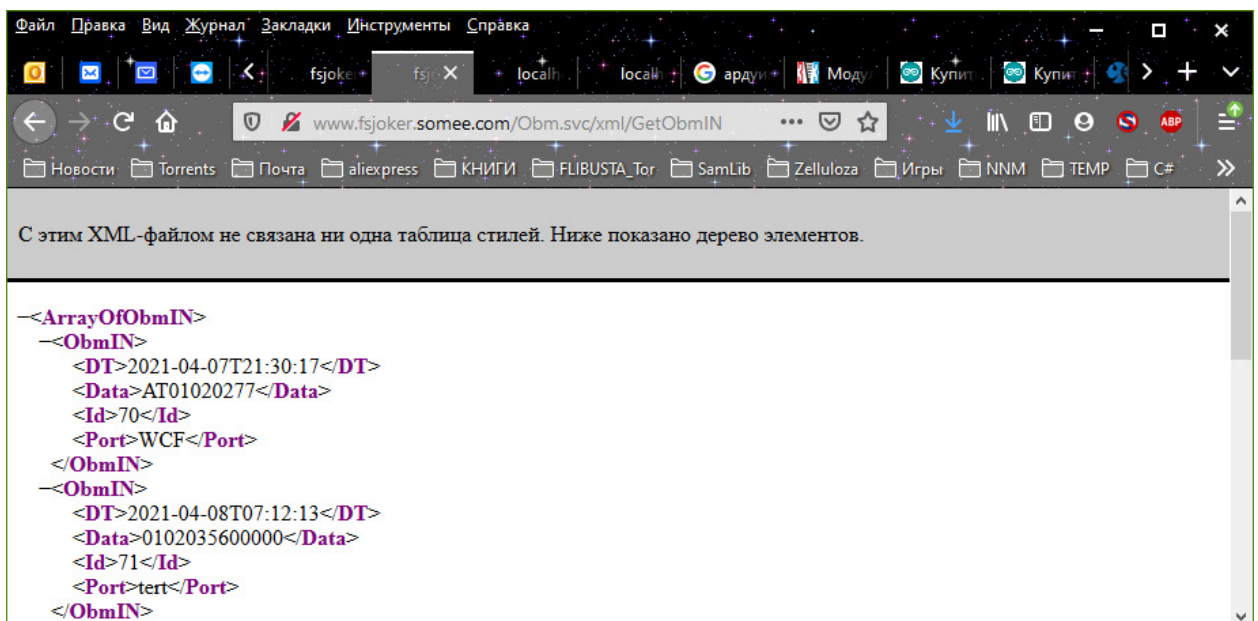 Файл Правка Вид Журнал Закладки Инструменты Справка
fsjoke fsj localh localh G ардуи Моду Купит Купит
www.fsjoker.somee.com/Obm.svc/xml/GetObmIN ABP
Новости Torrents Почта aliexpress КНИГИ FLIBUSTA_Tor SamLib Zelluloza Игры NNM TEMP C#
С этим XML-файлом не связана ни одна таблица стилей. Ниже показано дерево элементов.
−<ArrayOfObmIN>
−<ObmIN>
<DT>2021-04-07T21:30:17</DT>
<Data>AT01020277</Data>
<Id>70</Id>
<Port>WCF</Port>
</ObmIN>
−<ObmIN>
<DT>2021-04-08T07:12:13</DT>
<Data>0102035600000</Data>
<Id>71</Id>
<Port>tert</Port>
</ObmIN>